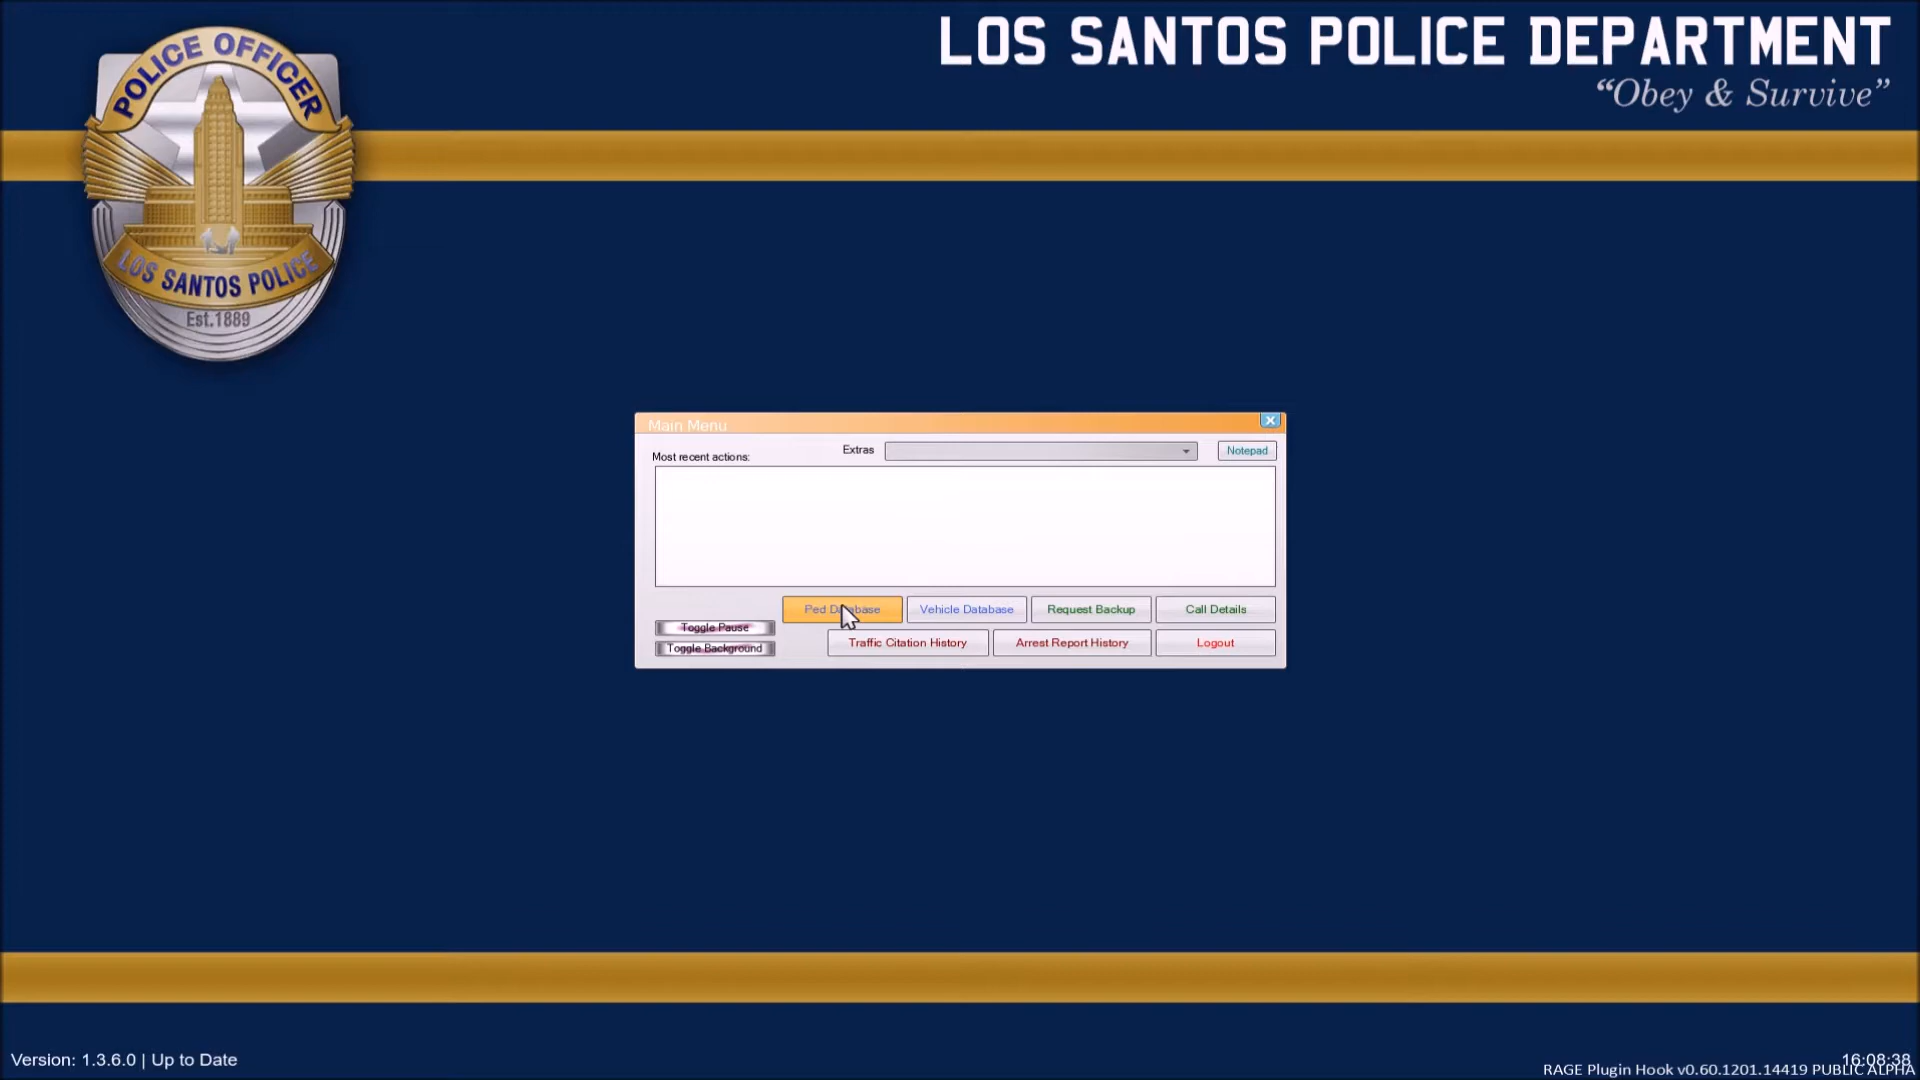 POLICE OFFICER
LOS SANTOS POLICE
Est.1889
LOS SANTOS POLICE DEPARTMENT
“Obey & Survive”
Main Menu
Most recent actions:
Extras
Notepad
Ped Database
Vehicle Database
Request Backup
Call Details
Toggle Pause
Toggle Background
Traffic Citation History
Arrest Report History
Logout
Version: 1.3.6.0 | Up to Date
16:08:38
RAGE Plugin Hook v0.60.1201.14419 PUBLIC ALPHA